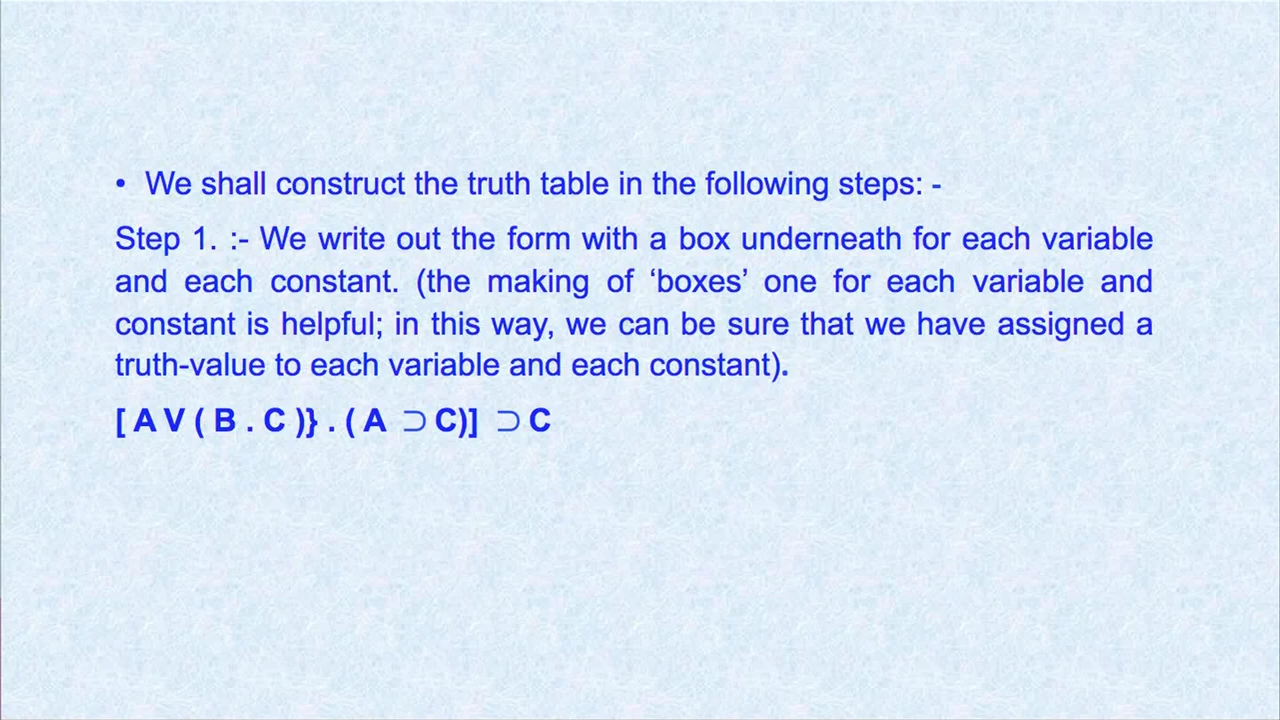 • We shall construct the truth table in the following steps: -
Step 1. :- We write out the form with a box underneath for each variable
and each constant. (the making of ‘boxes’ one for each variable and
constant is helpful; in this way, we can be sure that we have assigned a
truth-value to each variable and each constant).
[ A V ( B . C )} . ( A ⊃ C)] ⊃ C